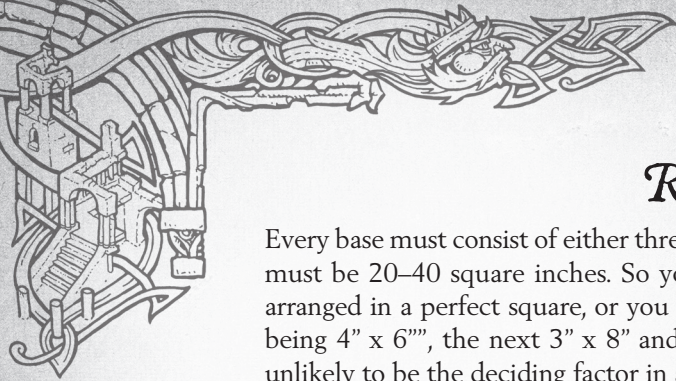 R
Every base must consist of either thre
must be 20–40 square inches. So yo
arranged in a perfect square, or you
being 4” x 6””, the next 3” x 8” and
unlikely to be the deciding factor in